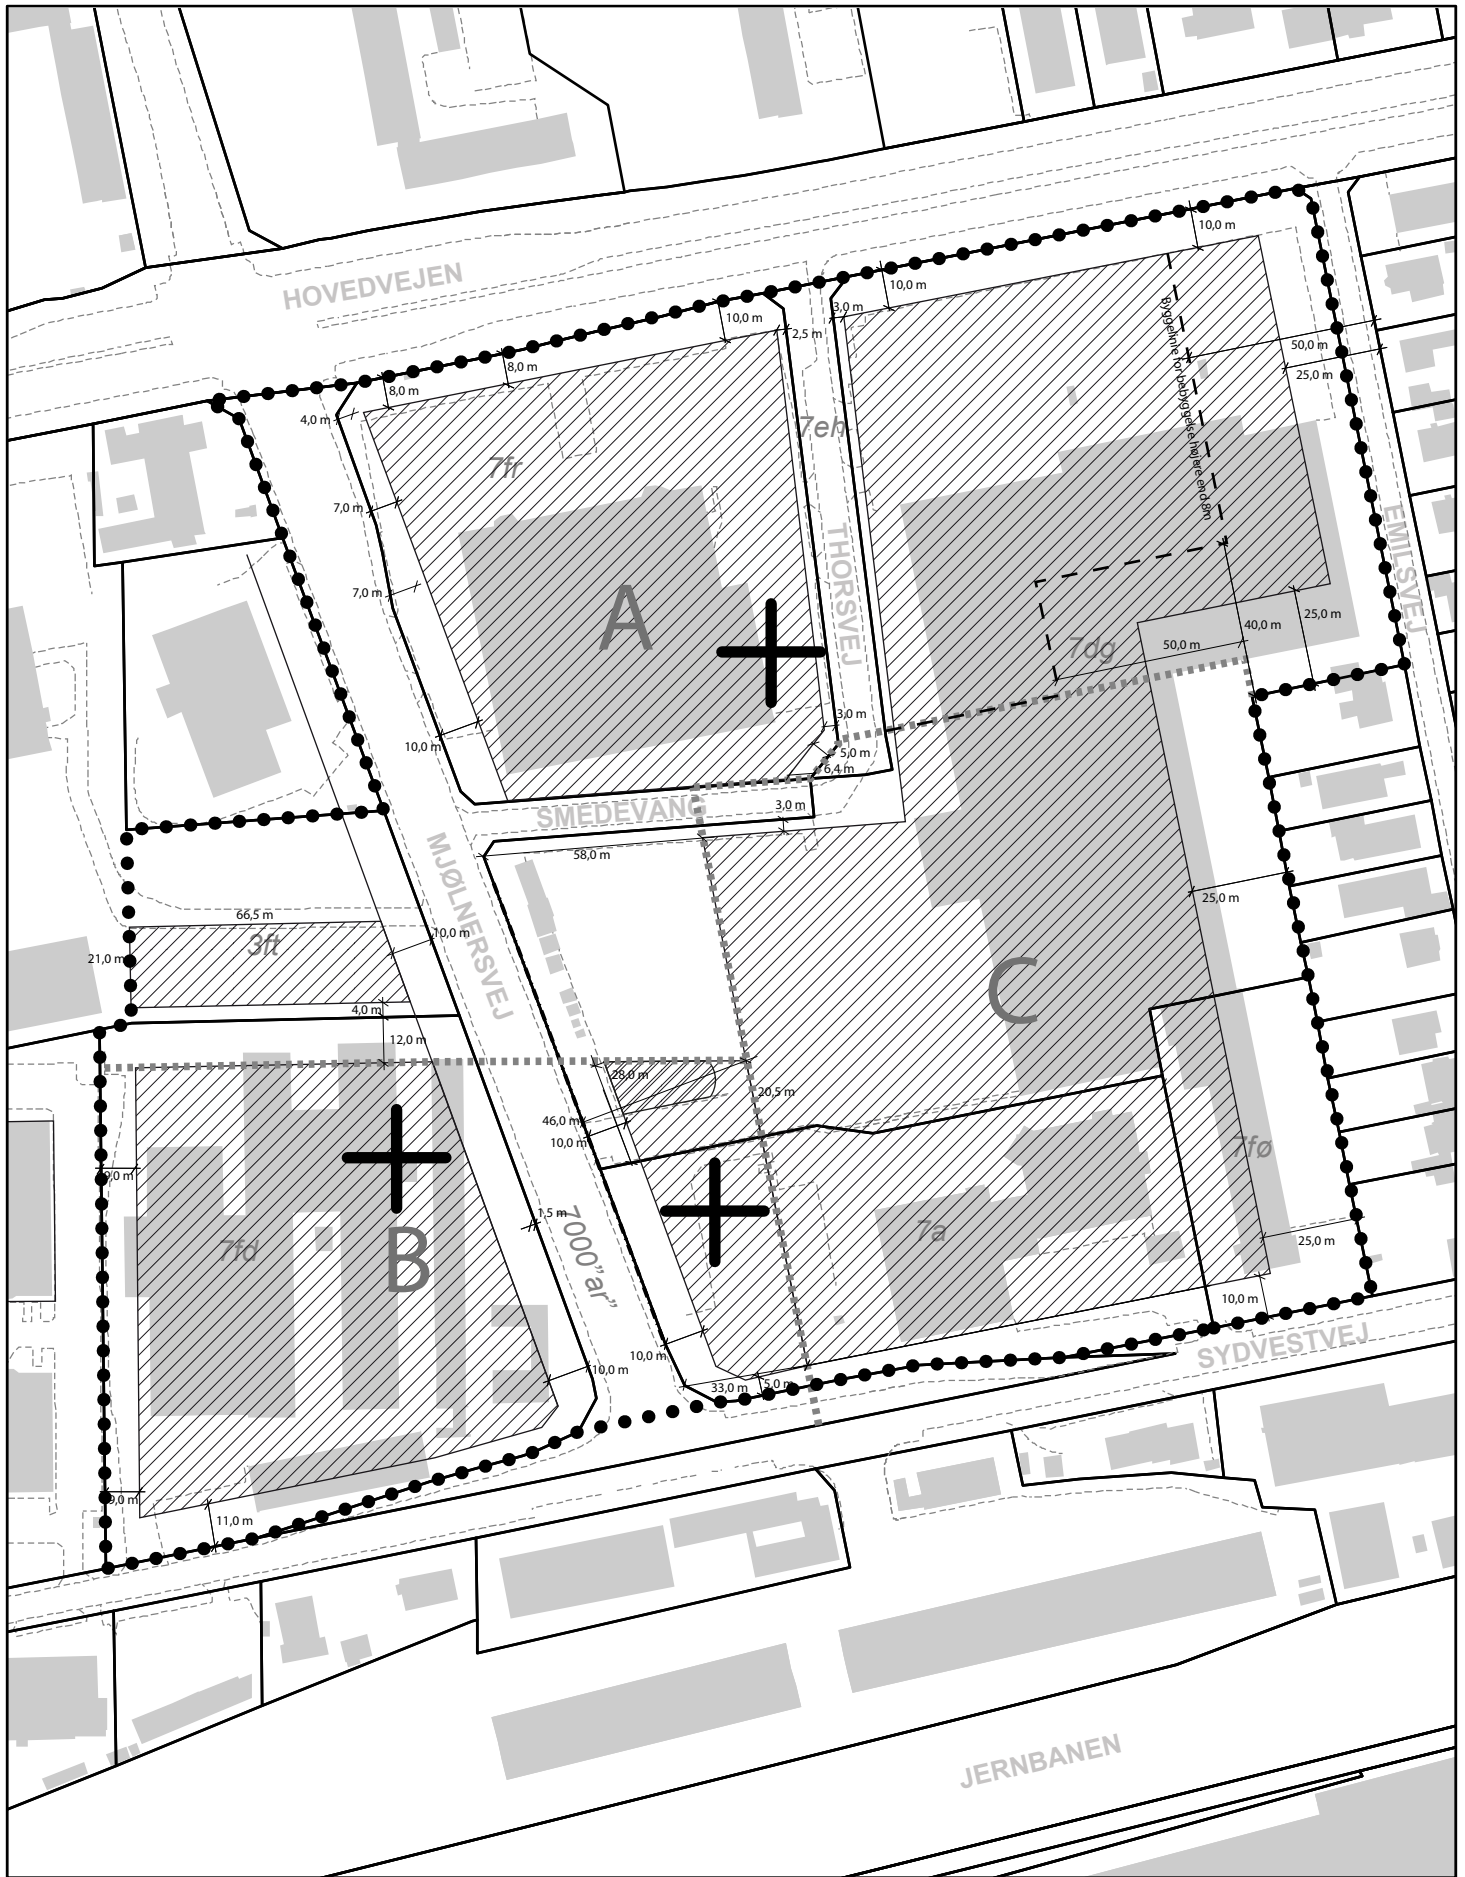 10,0 m
HOVEDVEJEN
10,0 m
3,0 m
10,0 m
2,5 m
Byggelinie for bebyggelse højere end 8m
50,0 m
8,0 m
25,0 m
8,0 m
4,0 m
7eh
7fr
7,0 m
EMILSVEJ
THORSVEJ
7,0 m
A
25,0 m
40,0 m
7dg
50,0 m
3,0 m
10,0 m
5,0 m
6,4 m
3,0 m
SMEDEVANG
58,0 m
MJØLNERSVEJ
25,0 m
66,5 m
10,0 m
3ft
21,0 m
C
4,0 m
12,0 m
28,0 m
20,5 m
46,0 m
10,0 m
7fø
9,0 m
1,5 m
7000"ar"
7a
25,0 m
7fd
B
10,0 m
10,0 m
SYDVESTVEJ
10,0 m
33,0 m
5,0 m
9,0 m
11,0 m
JERNBANEN